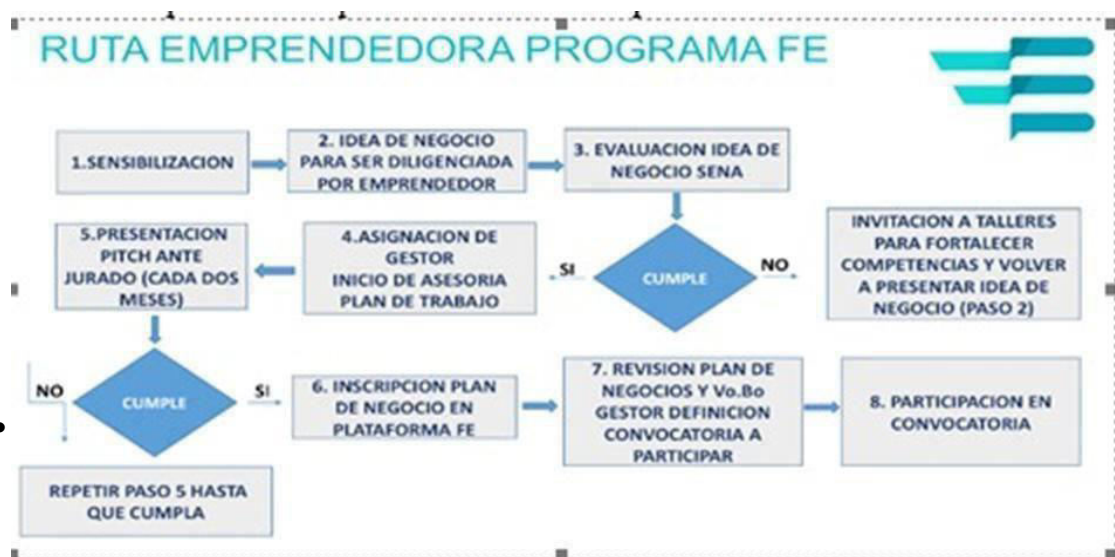 RUTA EMPRENDEDORA PROGRAMA FE
1.SENSIBILIZACION
2. IDEA DE NEGOCIO
PARA SER DILIGENCIADA
POR EMPRENDEDOR
3. EVALUACION IDEA DE
NEGOCIO SENA
CUMPLE
NO
INVITACION A TALLERES
PARA FORTALECER
COMPETENCIAS Y VOLVER
A PRESENTAR IDEA DE
NEGOCIO (PASO 2)
SI
4.ASIGNACION DE
GESTOR
INICIO DE ASESORIA
PLAN DE TRABAJO
5.PRESENTACION
PITCH ANTE
JURADO (CADA DOS
MESES)
CUMPLE
NO
REPETIR PASO 5 HASTA
QUE CUMPLA
SI
6. INSCRIPCION PLAN
DE NEGOCIO EN
PLATAFORMA FE
7. REVISION PLAN DE
NEGOCIOS Y Vo.Bo
GESTOR DEFINICION
CONVOCATORIA A
PARTICIPAR
8. PARTICIPACION EN
CONVOCATORIA